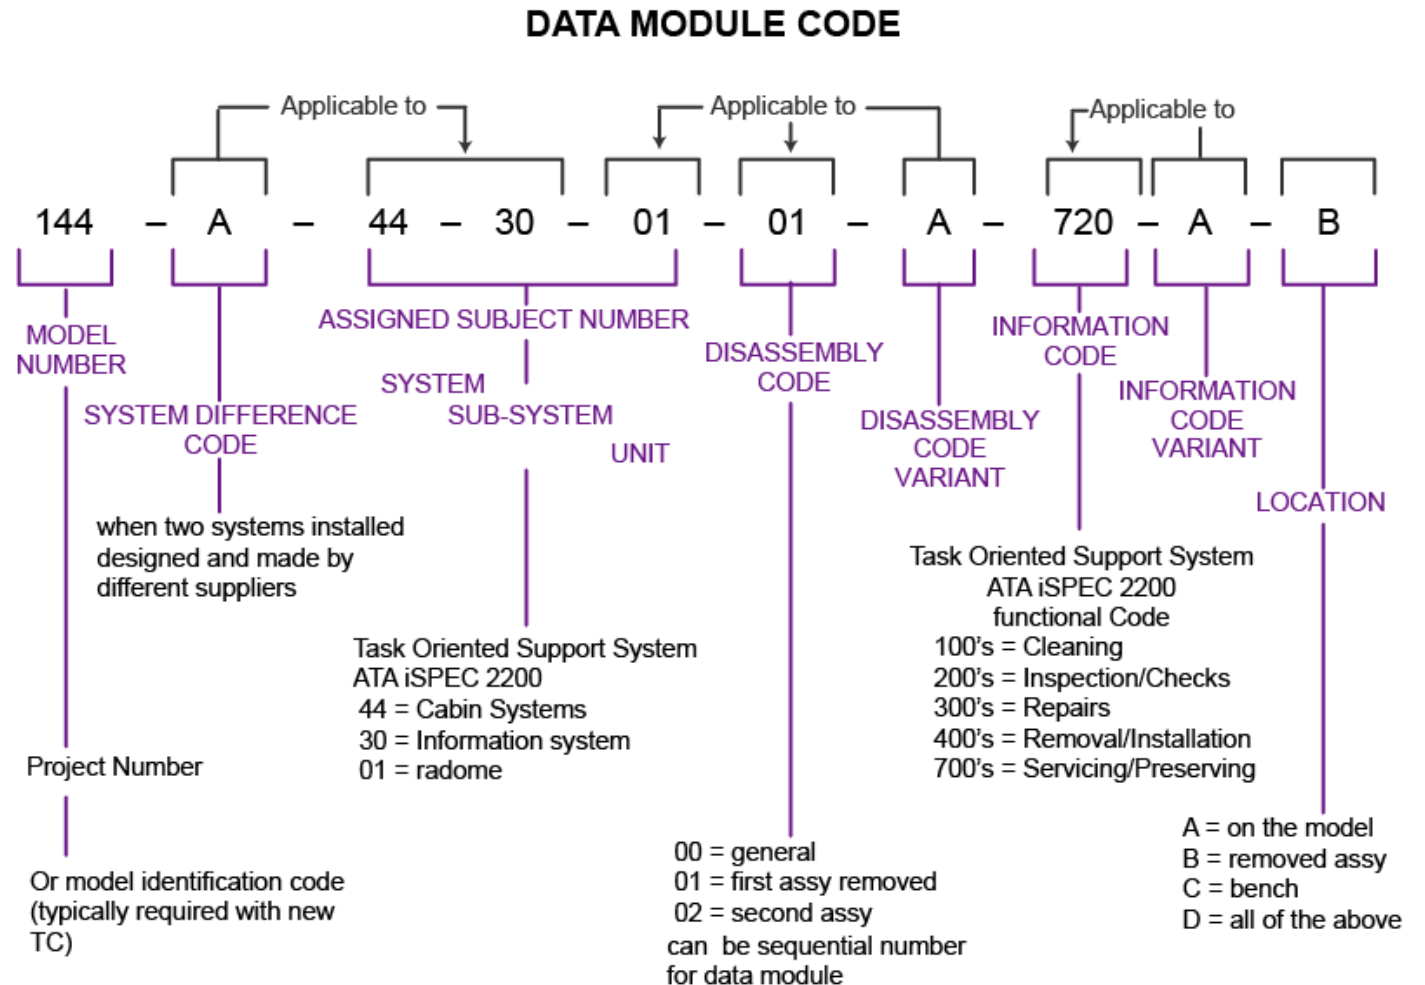 DATA MODULE CODE
Applicable to
Applicable to
Applicable to
144 – A – 44 – 30 – 01 – 01 – A – 720 – A – B
MODEL
NUMBER
SYSTEM DIFFERENCE
CODE
when two systems installed
designed and made by
different suppliers
Project Number
Or model identification code
(typically required with new
TC)
ASSIGNED SUBJECT NUMBER
SYSTEM
SUB-SYSTEM
UNIT
Task Oriented Support System
ATA iSPEC 2200
44 = Cabin Systems
30 = Information system
01 = radome
DISASSEMBLY
CODE
00 = general
01 = first assy removed
02 = second assy
can be sequential number
for data module
DISASSEMBLY
CODE
VARIANT
INFORMATION
CODE
Task Oriented Support System
ATA iSPEC 2200
functional Code
100's = Cleaning
200's = Inspection/Checks
300's = Repairs
400's = Removal/Installation
700's = Servicing/Preserving
INFORMATION
CODE
VARIANT
LOCATION
A = on the model
B = removed assy
C = bench
D = all of the above